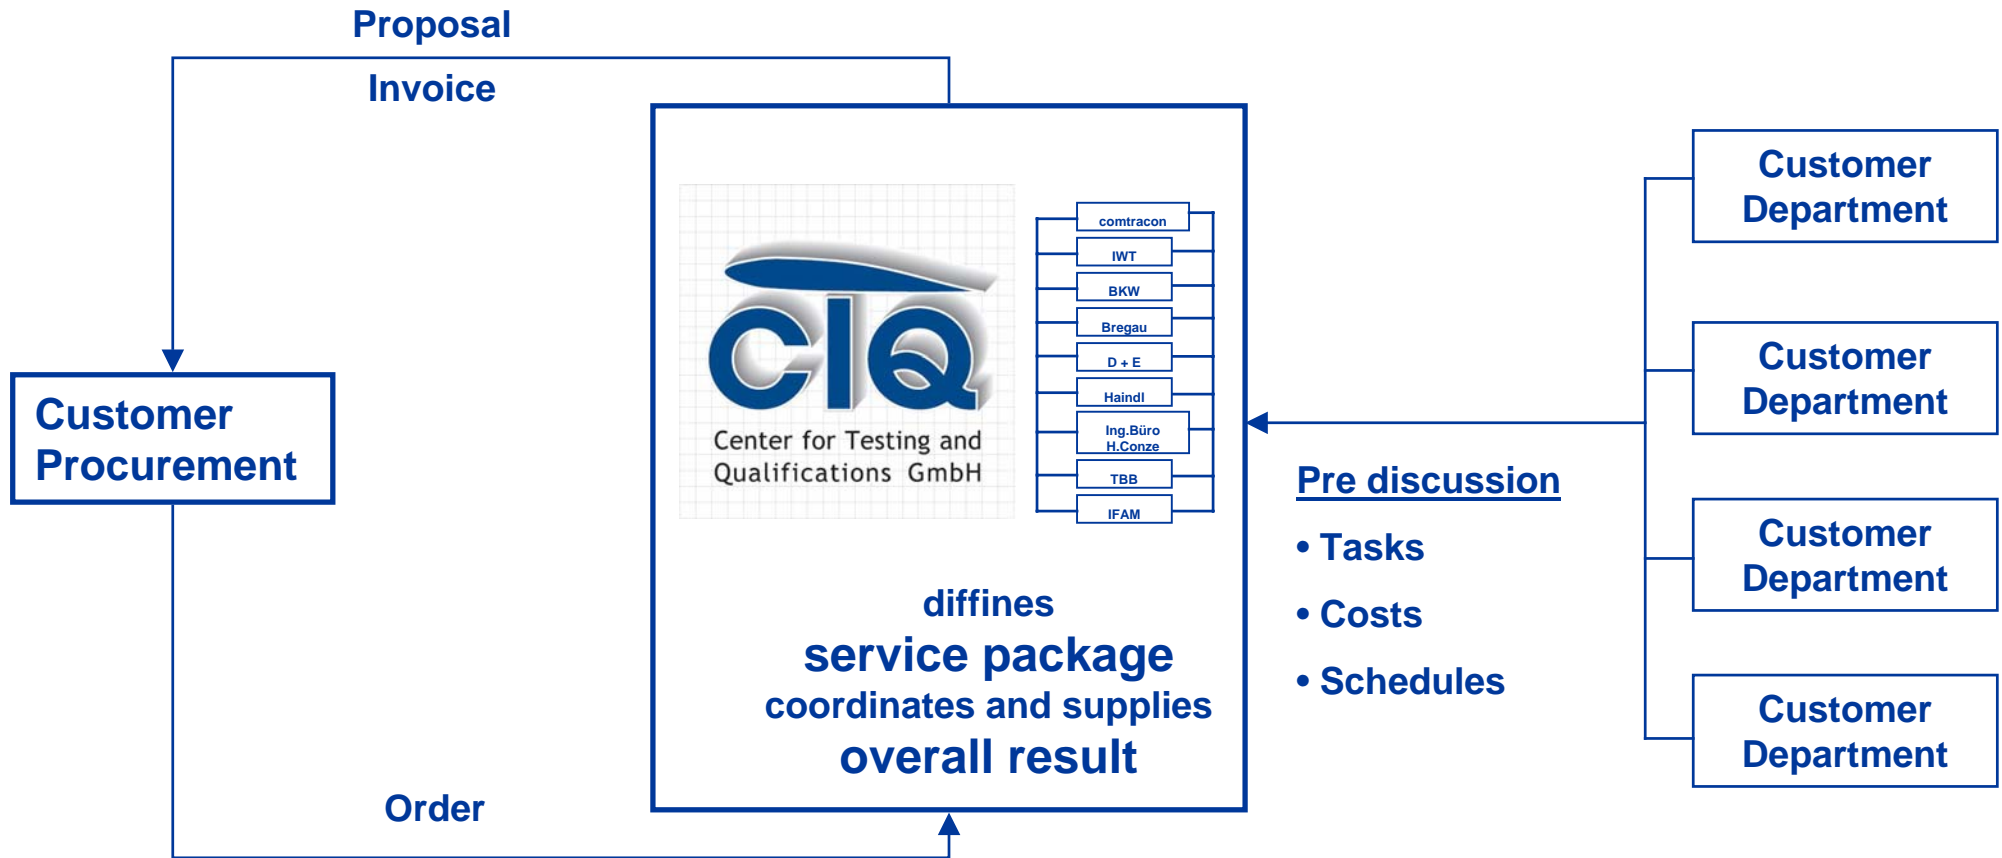 Proposal
Invoice
Customer
Procurement
Order
CTQ
Center for Testing and
Qualifications GmbH
comtracon
IWT
BKW
Bregau
D + E
Haindl
Ing.Büro
H.Conze
TBB
IFAM
diffines
service package
coordinates and supplies
overall result
Pre discussion
• Tasks
• Costs
• Schedules
Customer
Department
Customer
Department
Customer
Department
Customer
Department